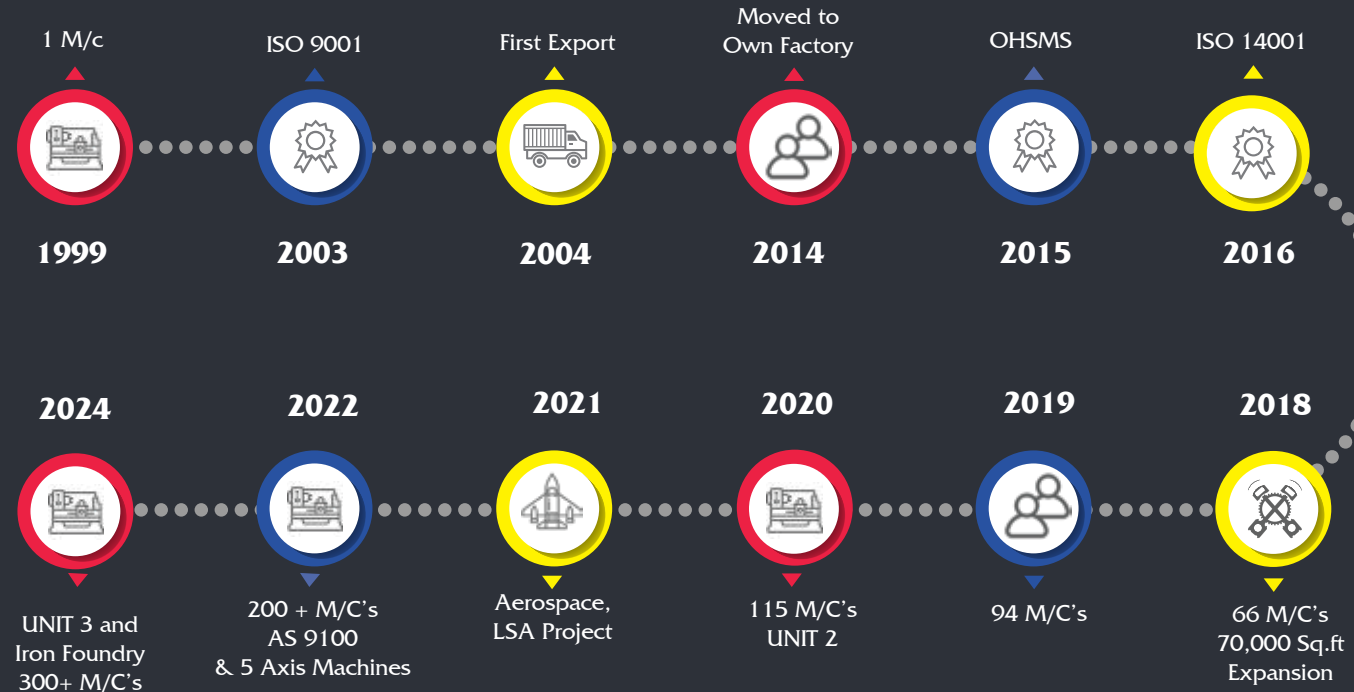 1 M/c
1999
ISO 9001
2003
First Export
2004
Moved to
Own Factory
2014
OHSMS
2015
ISO 14001
2016
2018
66 M/C's
70,000 Sq.ft
Expansion
2019
94 M/C's
2020
115 M/C's
UNIT 2
2021
Aerospace,
LSA Project
2022
200 + M/C's
AS 9100
& 5 Axis Machines
2024
UNIT 3 and
Iron Foundry
300+ M/C's